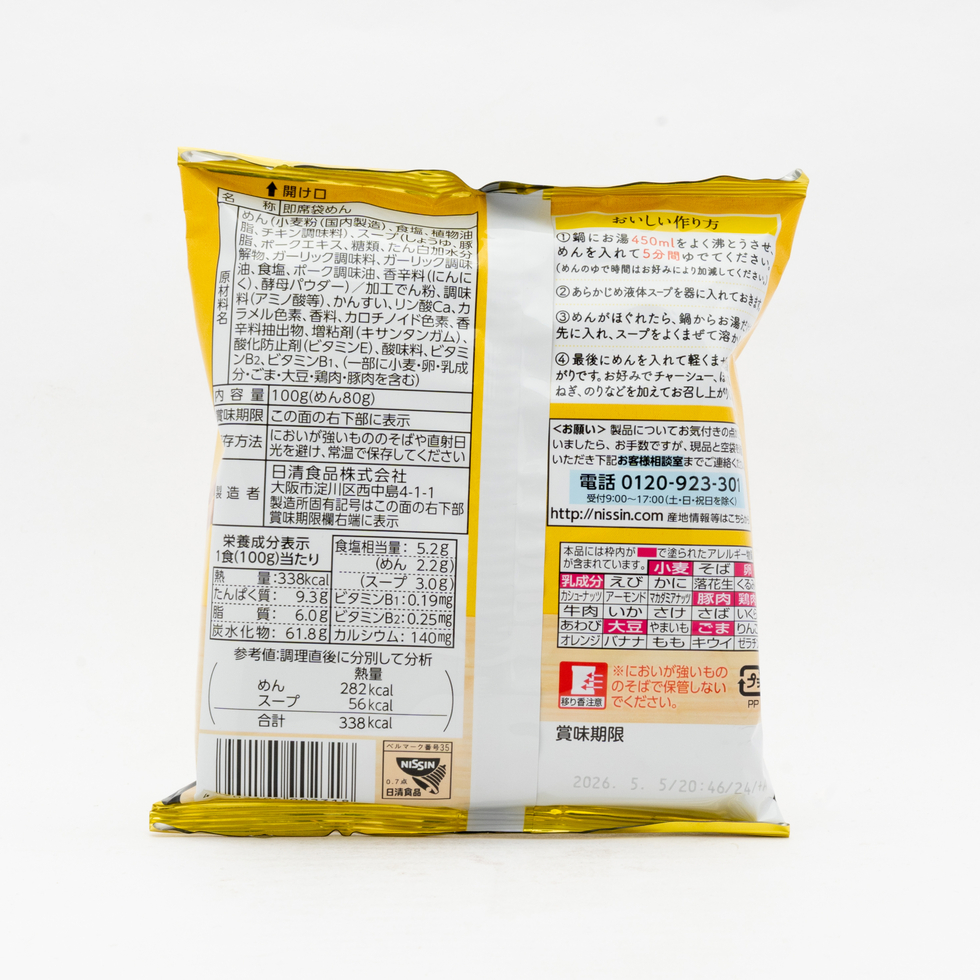 開け口
名称 即席袋めん
原材料名
めん(小麦粉(国内製造)、食塩、植物油
脂、チキン調味料)、スープ(しょうゆ、豚
脂、ポークエキス、糖類、たん白加水分
解物、ガーリック調味料、ガーリック調味
油、食塩、ポーク調味油、香辛料(にんに
く)、酵母パウダー)/加工でん粉、調味
料(アミノ酸等)、かんすい、リン酸Ca、カ
ラメル色素、香料、カロチノイド色素、香
辛料抽出物、増粘剤(キサンタンガム)、
酸化防止剤(ビタミンE)、酸味料、ビタミ
ンB2、ビタミンB1、(一部に小麦・卵・乳成
分・ごま・大豆・鶏肉・豚肉を含む)
内容量 100g(めん80g)
賞味期限 この面の右下部に表示
存方法 においが強いもののそばや直射日
光を避け、常温で保存してください
製造者 日清食品株式会社
大阪市淀川区西中島4-1-1
製造所固有記号はこの面の右下部
賞味期限欄右端に表示
栄養成分表示
1食(100g)当たり
熱量:338kcal
たんぱく質: 9.3g
脂質: 6.0g
炭水化物: 61.8g
食塩相当量: 5.2g
(めん 2.2g)
(スープ 3.0g)
ビタミンB1:0.19mg
ビタミンB2:0.25mg
カルシウム: 140mg
参考値:調理直後に分別して分析
熱量
めん 282kcal
スープ 56kcal
合計 338kcal
ベルマーク番号35
NISSIN
0.7点
日清食品
おいしい作り方
①鍋にお湯450mlをよく沸とうさせ、
めんを入れて5分間ゆでてください。
(めんのゆで時間はお好みにより加減してください。)
②あらかじめ液体スープを器に入れておきま
③めんがほぐれたら、鍋からお湯だ
先に入れ、スープをよくまぜて溶か
④最後にめんを入れて軽くまぜ
がりです。お好みでチャーシュー、
ねぎ、のりなどを加えてお召し上がり
<お願い> 製品についてお気付きの点
いましたら、お手数ですが、現品と空袋
いただき下記お客様相談室までご連絡く
電話 0120-923-301
受付9:00〜17:00(土・日・祝日を除く)
http://nissin.com 産地情報等はこちら
本品には枠内が で塗られたアレルギー物
が含まれています。 小麦 そば 卵
乳成分 えび かに 落花生 くるみ
カシューナッツ アーモンド マカダミアナッツ 豚肉 鶏肉
牛肉 いか さけ さば いく
あわび 大豆 やまいも ごま りん
オレンジ バナナ もも キウイ ゼラチ
移り香注意
※においが強いもの
のそばで保管しない
でください。
プ
PP
賞味期限
2026. 5. 5/20:46/24/